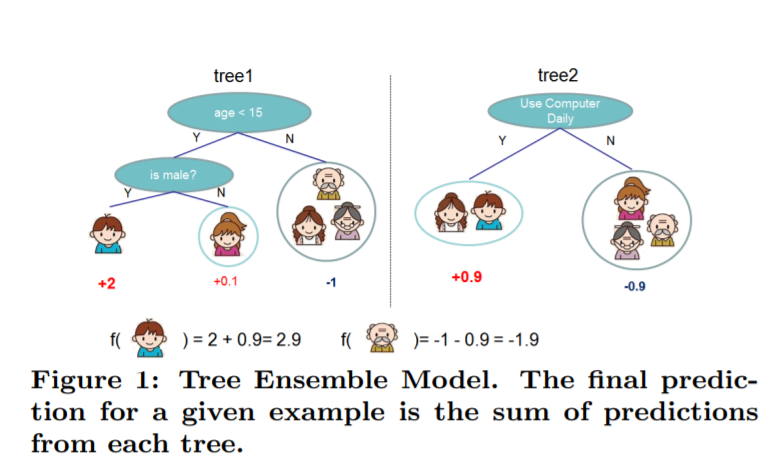 tree1
tree2
age < 15
Use Computer
Daily
Y
N
Y
N
is male?
Y
N
+2
+0.1
-1
+0.9
-0.9
f( ) = 2 + 0.9= 2.9
f( )= -1 - 0.9 = -1.9
Figure 1: Tree Ensemble Model. The final predic-
tion for a given example is the sum of predictions
from each tree.